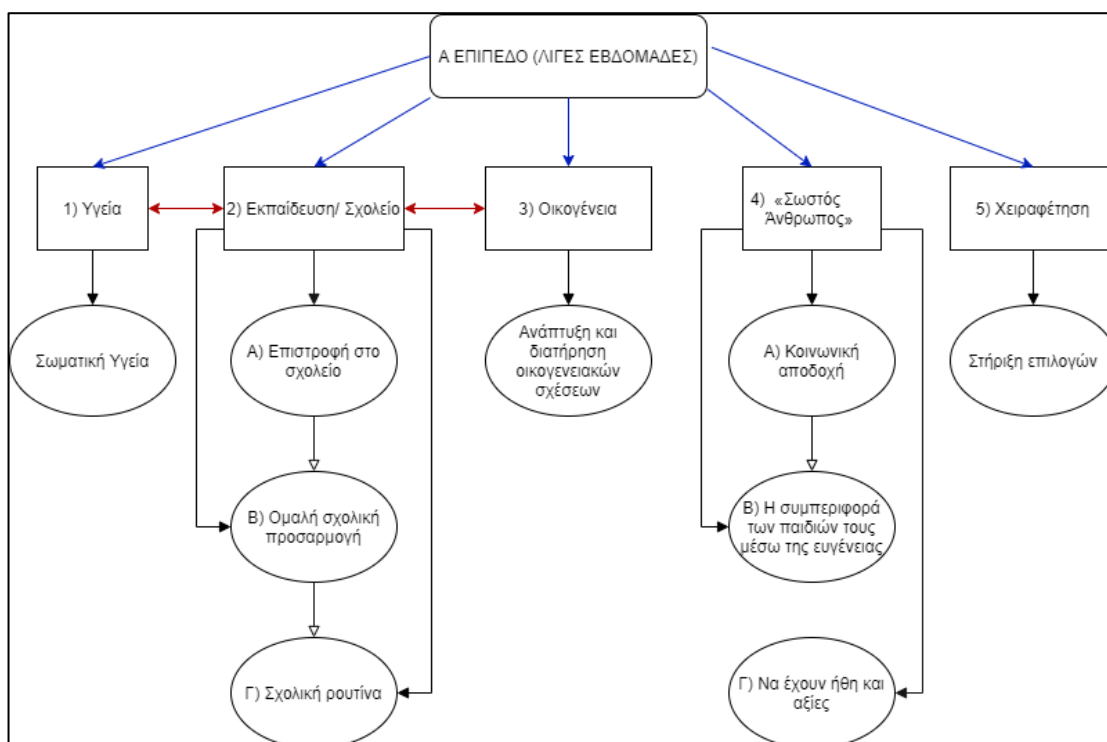 Α ΕΠΙΠΕΔΟ (ΛΙΓΕΣ ΕΒΔΟΜΑΔΕΣ)
1) Υγεία
2) Εκπαίδευση/ Σχολείο
3) Οικογένεια
4) «Σωστός
Άνθρωπος»
5) Χειραφέτηση
Σωματική Υγεία
Α) Επιστροφή στο
σχολείο
Ανάπτυξη και
διατήρηση
οικογενειακών
σχέσεων
Α) Κοινωνική
αποδοχή
Στήριξη επιλογών
Β) Ομαλή σχολική
προσαρμογή
Β) Η συμπεριφορά
των παιδιών τους
μέσω της ευγένειας
Γ) Σχολική ρουτίνα
Γ) Να έχουν ήθη και
αξίες